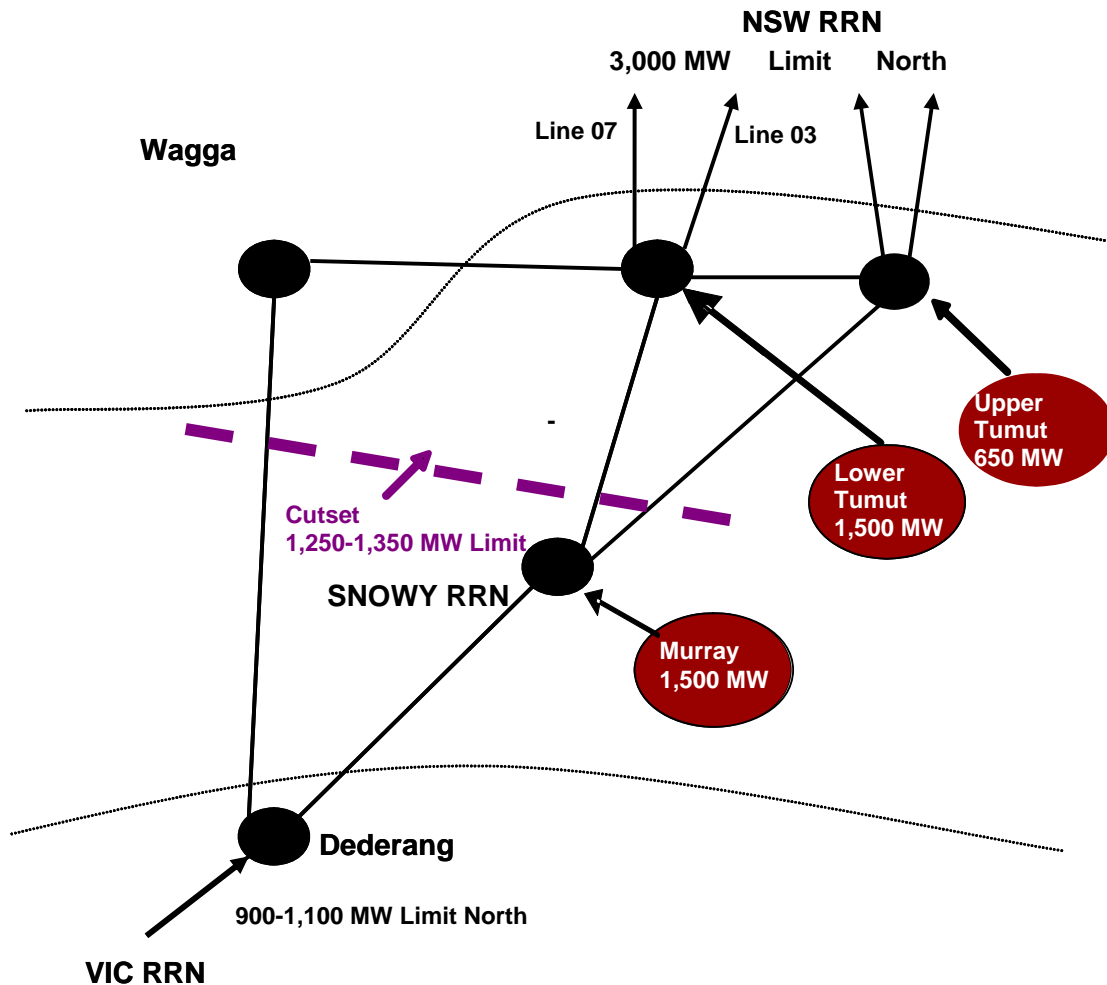 NSW RRN
3,000 MW Limit North
Line 07
Line 03
Wagga
Upper
Tumut
650 MW
Lower
Tumut
1,500 MW
-
Cutset
1,250-1,350 MW Limit
SNOWY RRN
Murray
1,500 MW
Dederang
900-1,100 MW Limit North
VIC RRN